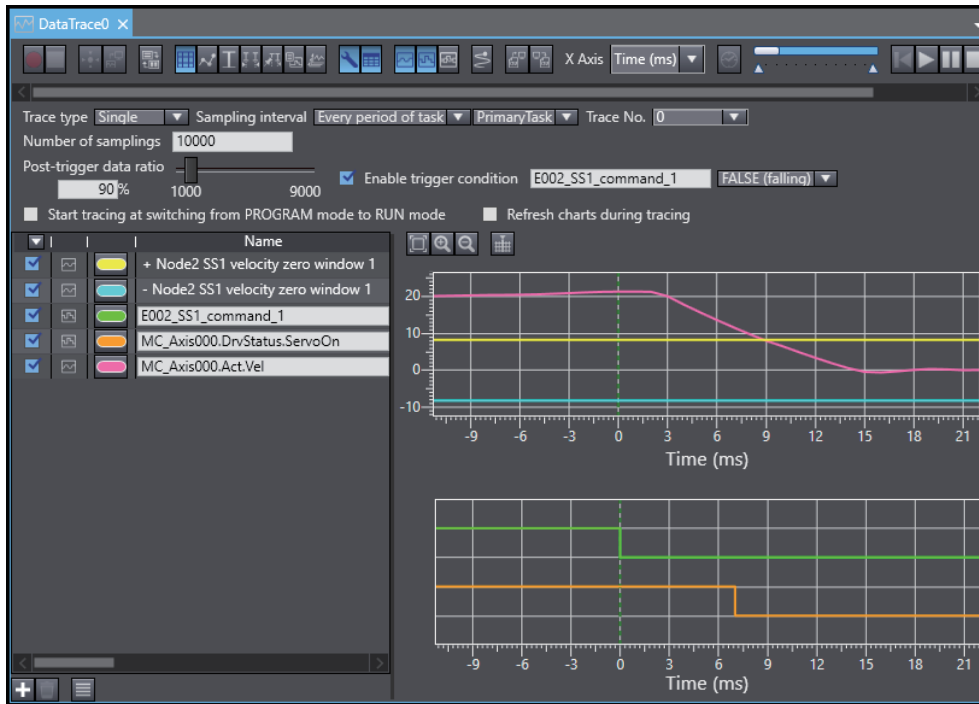 DataTrace0 ×
X Axis Time (ms)
Trace type Single Sampling interval Every period of task PrimaryTask Trace No. 0
Number of samplings 10000
Post-trigger data ratio
90 % 1000 9000 Enable trigger condition E002_SS1_command_1 FALSE (falling)
Start tracing at switching from PROGRAM mode to RUN mode Refresh charts during tracing
Name
+ Node2 SS1 velocity zero window 1
- Node2 SS1 velocity zero window 1
E002_SS1_command_1
MC_Axis000.DrvStatus.ServoOn
MC_Axis000.Act.Vel
20
10
0
-10
-9 -6 -3 0 3 6 9 12 15 18 21
Time (ms)
-9 -6 -3 0 3 6 9 12 15 18 21
Time (ms)